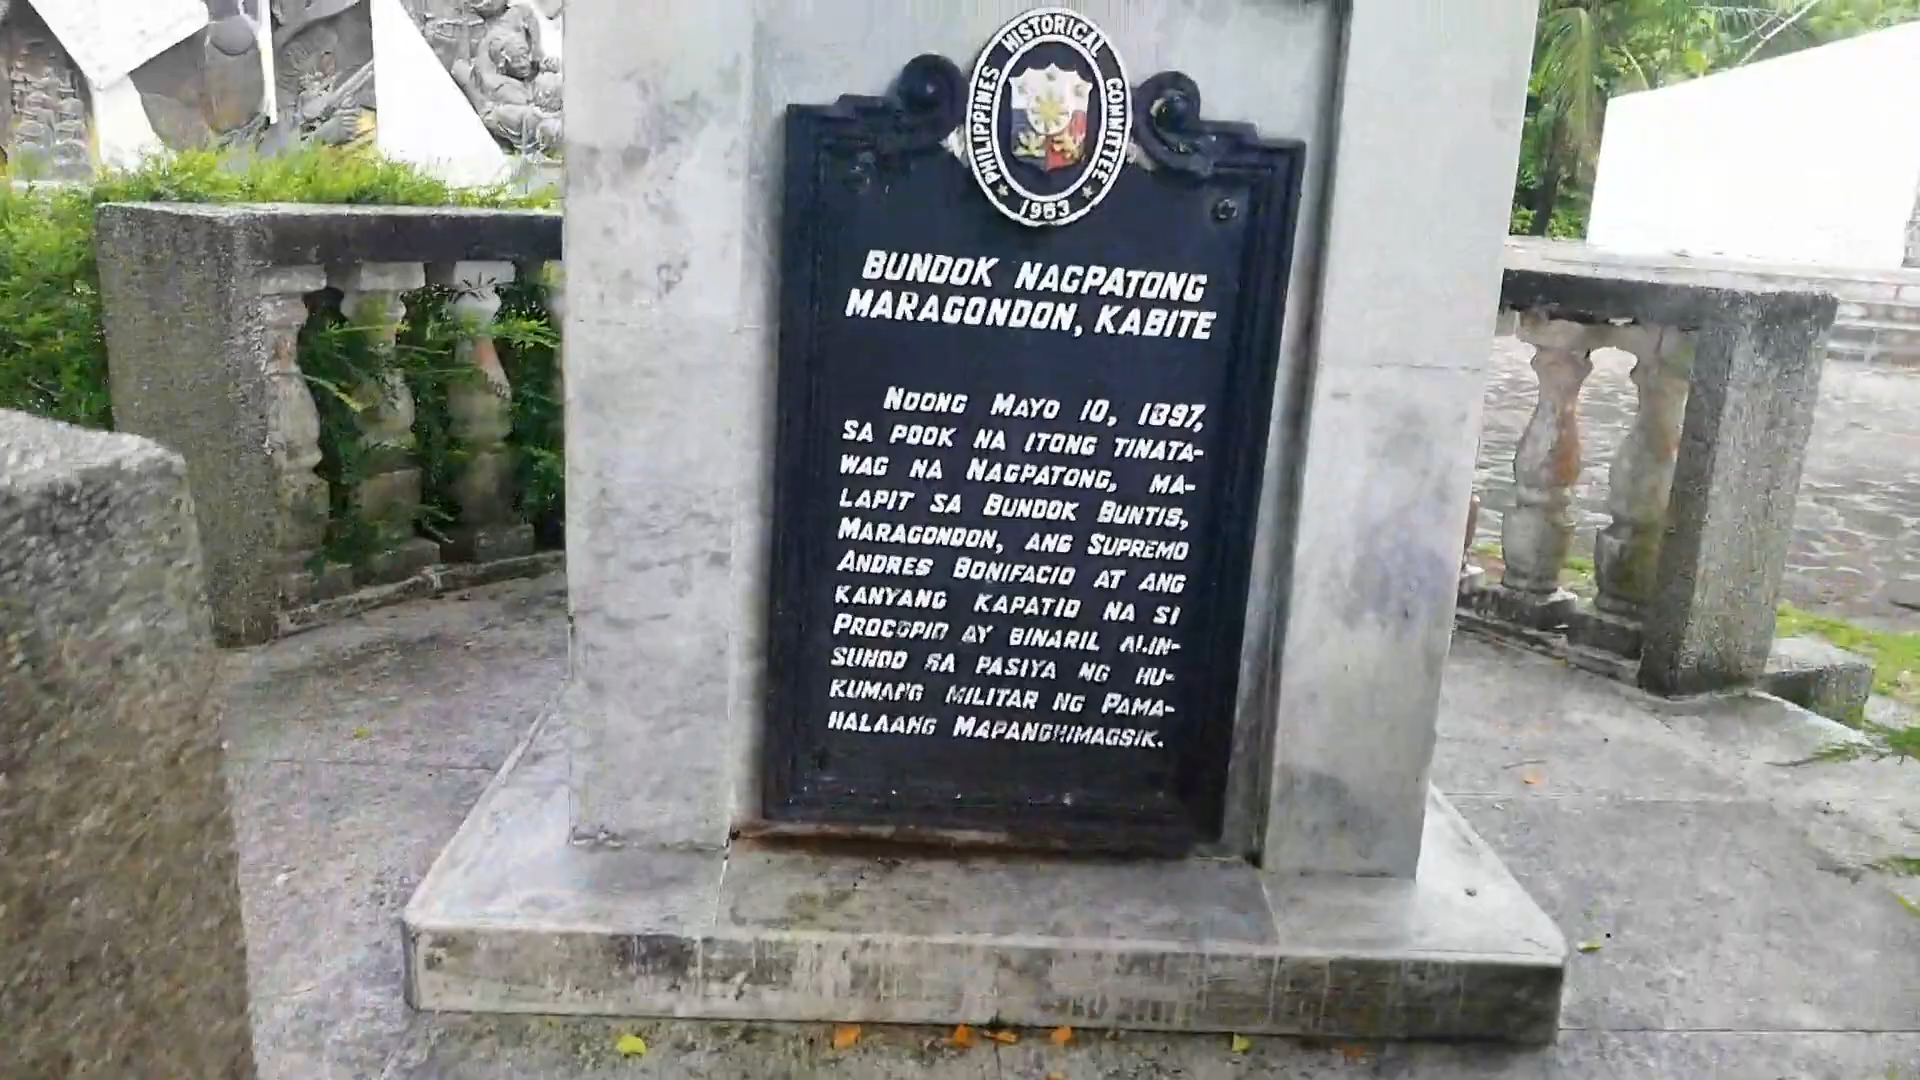 PHILIPPINES HISTORICAL COMMITTEE
1963
BUNDOK NAGPATONG
MARAGONDON, KABITE
NOONG MAYO 10, 1897,
SA POOK NA ITONG TINATA-
WAG NA NAGPATONG, MA-
LAPIT SA BUNDOK BUNTIS,
MARAGONDON, ANG SUPREMO
ANDRES BONIFACIO AT ANG
KANYANG KAPATID NA SI
PROCOPIO AY BINARIL ALIN-
SUNOD SA PASIYA NG HU-
KUMANG MILITAR NG PAMA-
HALAANG MAPANGHIMAGSIK.